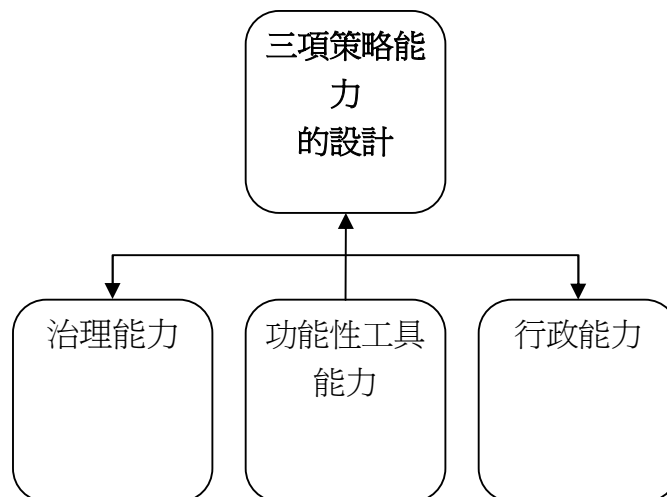 三項策略能
力
的設計
治理能力
功能性工具
能力
行政能力